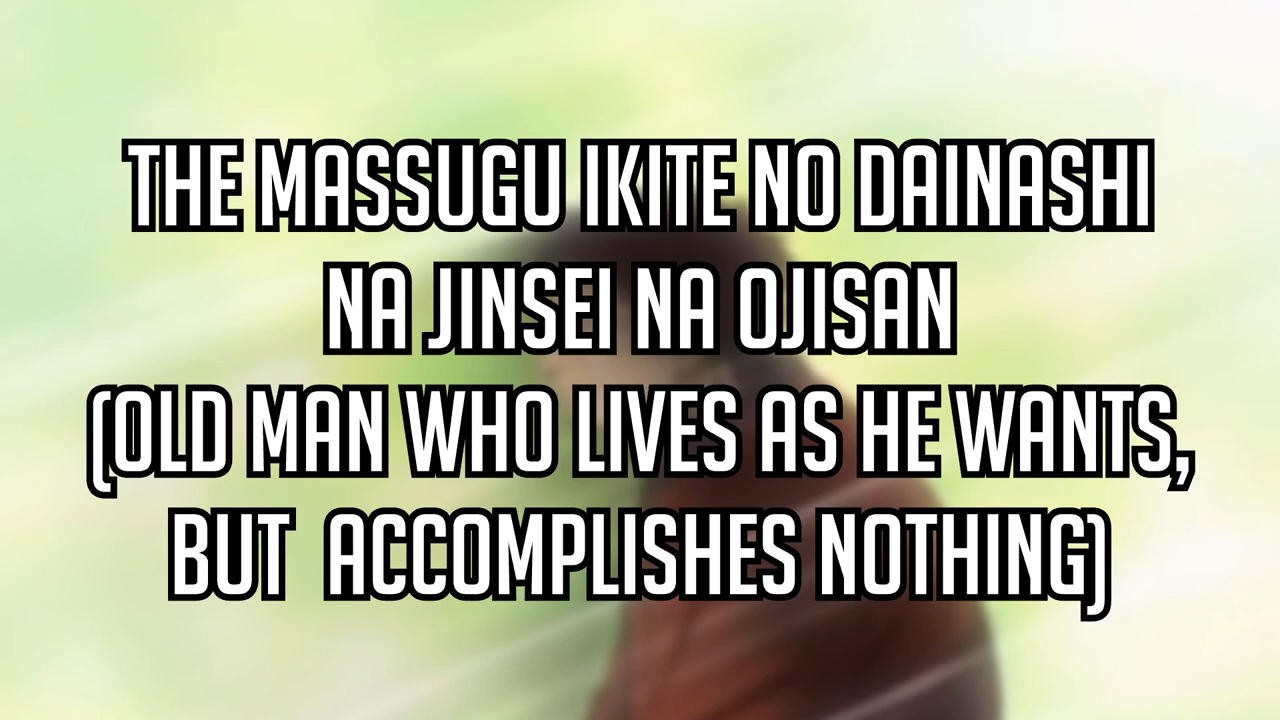 THE MASSUGU IKITE NO DAINASHI
NA JINSEI NA OJISAN
(OLD MAN WHO LIVES AS HE WANTS,
BUT  ACCOMPLISHES NOTHING)